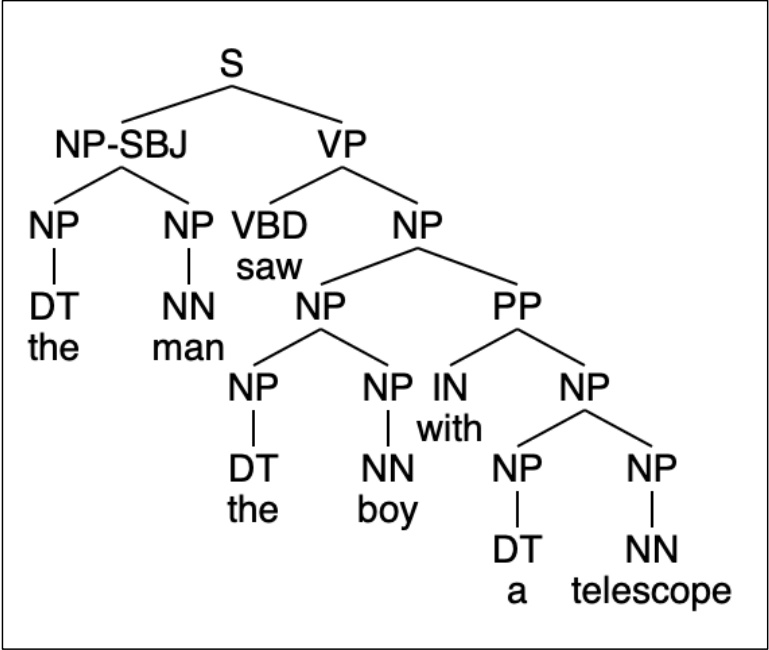 S
NP-SBJ VP
NP NP VBD NP
saw
DT NN NP PP
the man
NP NP IN NP
with
DT NN NP NP
the boy
DT NN
a telescope